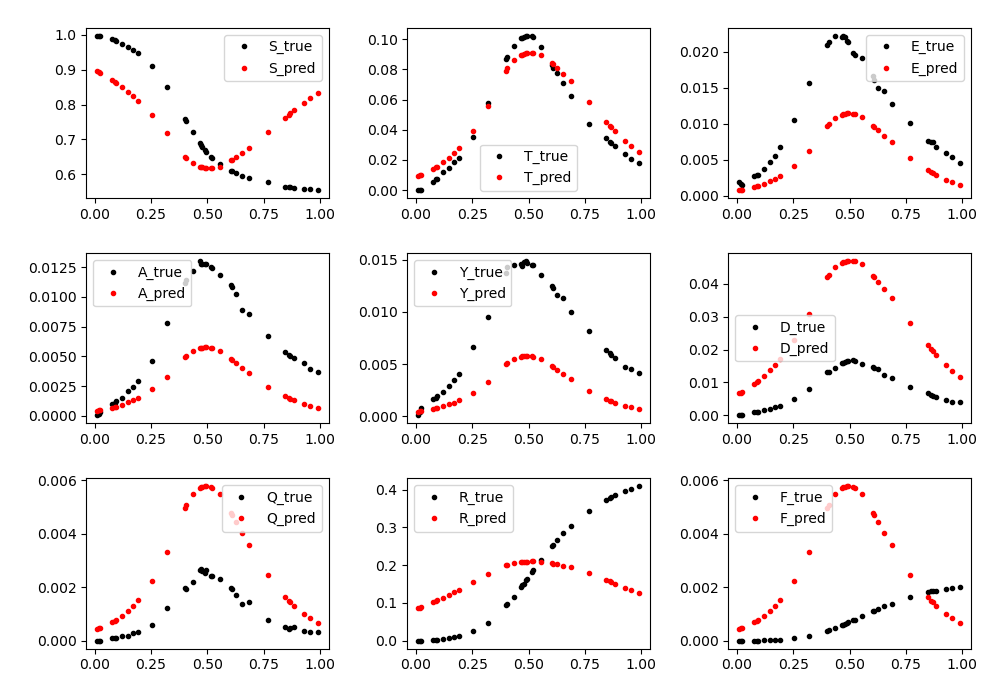 1.0
0.9
0.8
0.7
0.6
S_true
S_pred
0.00 0.25 0.50 0.75 1.00
0.10
0.08
0.06
0.04
0.02
0.00
T_true
T_pred
0.00 0.25 0.50 0.75 1.00
0.020
0.015
0.010
0.005
0.000
E_true
E_pred
0.00 0.25 0.50 0.75 1.00
0.0125
0.0100
0.0075
0.0050
0.0025
0.0000
A_true
A_pred
0.00 0.25 0.50 0.75 1.00
0.015
0.010
0.005
0.000
Y_true
Y_pred
0.00 0.25 0.50 0.75 1.00
0.04
0.03
0.02
0.01
0.00
D_true
D_pred
0.00 0.25 0.50 0.75 1.00
0.006
0.004
0.002
0.000
Q_true
Q_pred
0.00 0.25 0.50 0.75 1.00
0.4
0.3
0.2
0.1
0.0
R_true
R_pred
0.00 0.25 0.50 0.75 1.00
0.006
0.004
0.002
0.000
F_true
F_pred
0.00 0.25 0.50 0.75 1.00